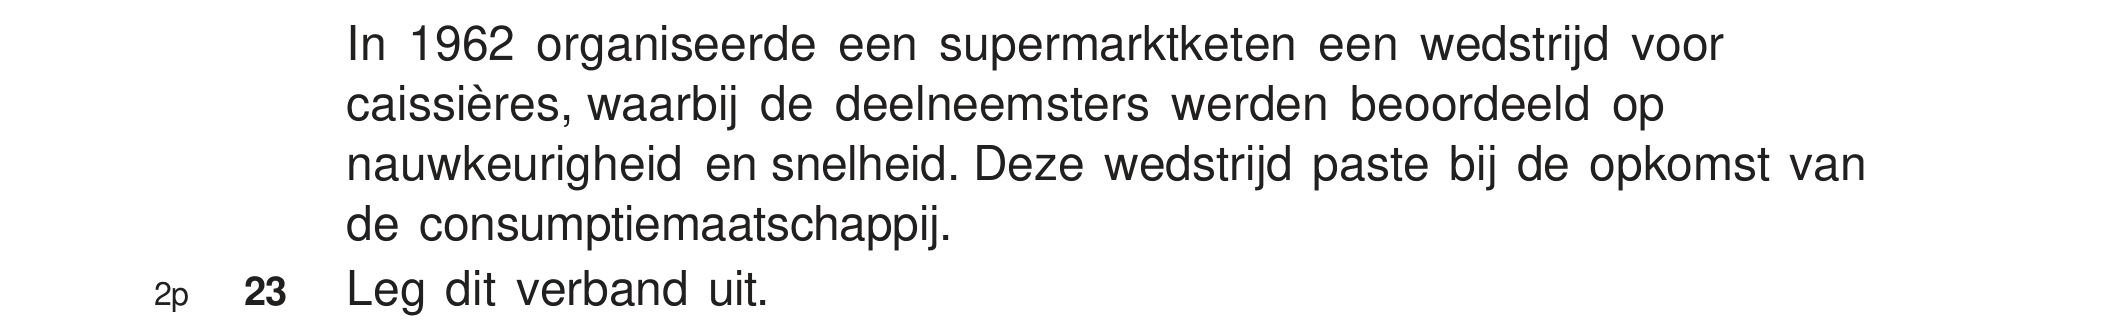 In 1962 organiseerde een supermarktketen een wedstrijd voor
caissières, waarbij de deelneemsters werden beoordeeld op
nauwkeurigheid en snelheid. Deze wedstrijd paste bij de opkomst van
de consumptiemaatschappij.
2p 23 Leg dit verband uit.